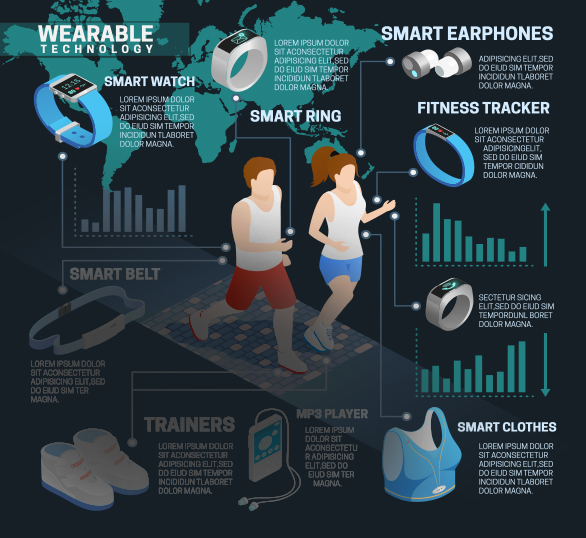 WEARABLE
TECHNOLOGY
SMART WATCH
LOREM IPSUM DOLOR
SIT ACONSECTETUR
ADIPISICING ELIT,SED
DO EIUD SIM TEMPOR
INCIDIDUN TLABORET
DOLOR MAGNA.
LOREM IPSUM DOLOR
SIT ACONSECTETUR
ADIPISICING ELIT,SED
DO EIUD SIM TEMPOR
INCIDIDUN TLABORET
DOLOR MAGNA.
SMART RING
SMART EARPHONES
ADIPISICING ELIT,SED
DO EIUD SIM TEMPOR
INCIDIDUN TLABORET
DOLOR MAGNA.
FITNESS TRACKER
LOREM IPSUM DOLOR
SIT ACONSECTETUR
ADIPISICINGELIT,
SED DO EIUD SIM
TEMPOR CIDIDUN
DOLOR MAGNA.
SECTETUR SICING
ELIT,SED DO EIUD SIM
TEMPORDUNL BORET
DOLOR MAGNA.
SMART BELT
LOREM IPSUM DOLOR
SIT ACONSECTETUR
ADIPISICING ELIT,SED
DO EIUD SIM TER
MAGNA.
TRAINERS
LOREM IPSUM DOLOR
SIT ACONSECTETUR
ADIPISICING ELIT,SED
DO EIUD SIM TEMPOR
INCIDIDUN TLABORET
DOLOR MAGNA.
MP3 PLAYER
LOREM IPSUM DOLOR
SIT ACONSECTETU
R ADIPISICING
ELIT,SED DO
EIUD SIM TER
MAGNA.
SMART CLOTHES
LOREM IPSUM DOLOR
SIT ACONSECTETUR
ADIPISICING ELIT,SED
DO EIUD SIM TEMPOR
INCIDIDUN TLABORET
DOLOR MAGNA.